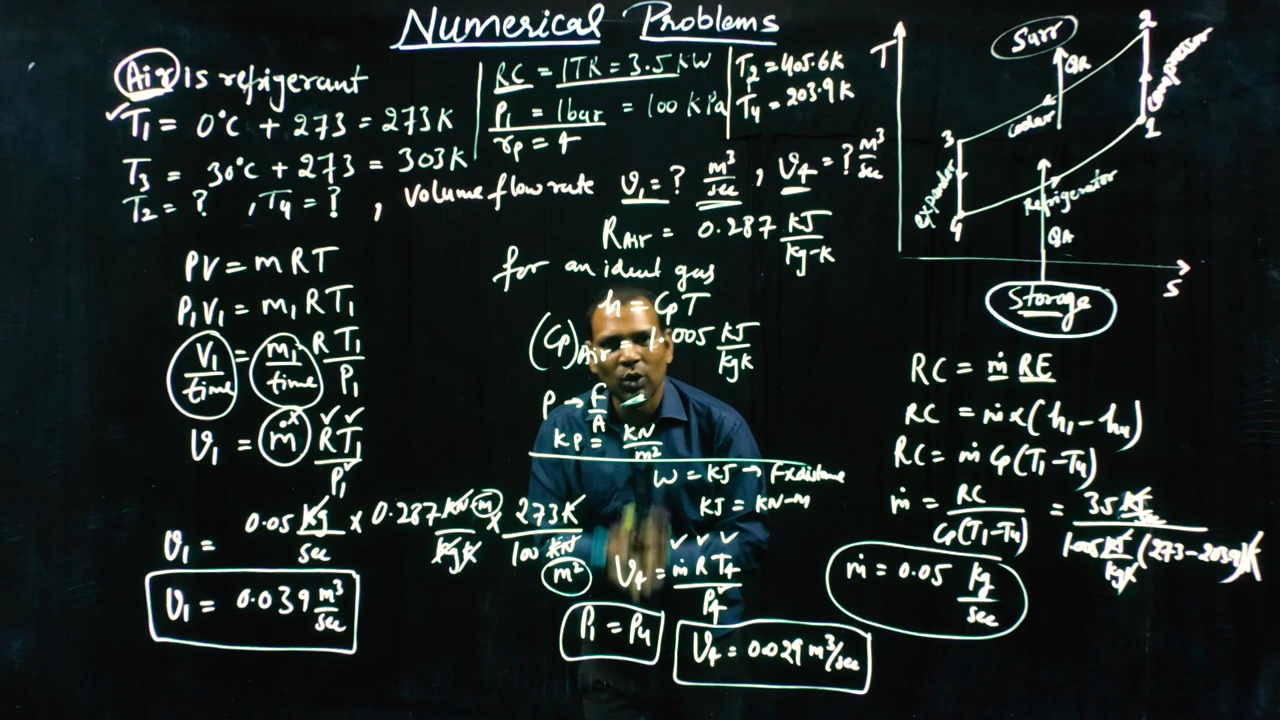 Numerical Problems
Air is refrigerant
T1 = 0°C + 273 = 273K
T3 = 30°C + 273 = 303K
T2 = ? , T4 = ? , volume flow rate v1 = ? m³/sec , v4 = ? m³/sec
RC = 1TR = 3.5 KW
P1 = 1bar = 100 KPa
rp = 4
T2 = 405.6K
T4 = 203.9K
RAir = 0.287 KJ/kg-K
PV = mRT
P1V1 = m1RT1
V1/time = m1/time RT1/P1
v1 = ṁ RT1/P1
v1 = 0.05 kg/sec × 0.287 KN-m/kgK × 273K/100 KN/m²
v1 = 0.039 m³/sec
for an ideal gas
h = CpT
(Cp)Air = 1.005 KJ/kgK
P → F/A
KP = KN/m²
W = KJ → F×distance
KJ = KN-m
v4 = ṁRT4/P4
P1 = P4
v4 = 0.029 m³/sec
T
Surr
2
QR
Compressor
3
Cooler
1
expander
Refrigerator
4
QA
S
Storage
RC = ṁ RE
RC = ṁ × (h1 - h4)
RC = ṁ Cp(T1 - T4)
ṁ = RC/Cp(T1-T4) = 3.5 KJ/sec/1.005 KJ/kgK (273 - 203.9)K
ṁ = 0.05 kg/sec